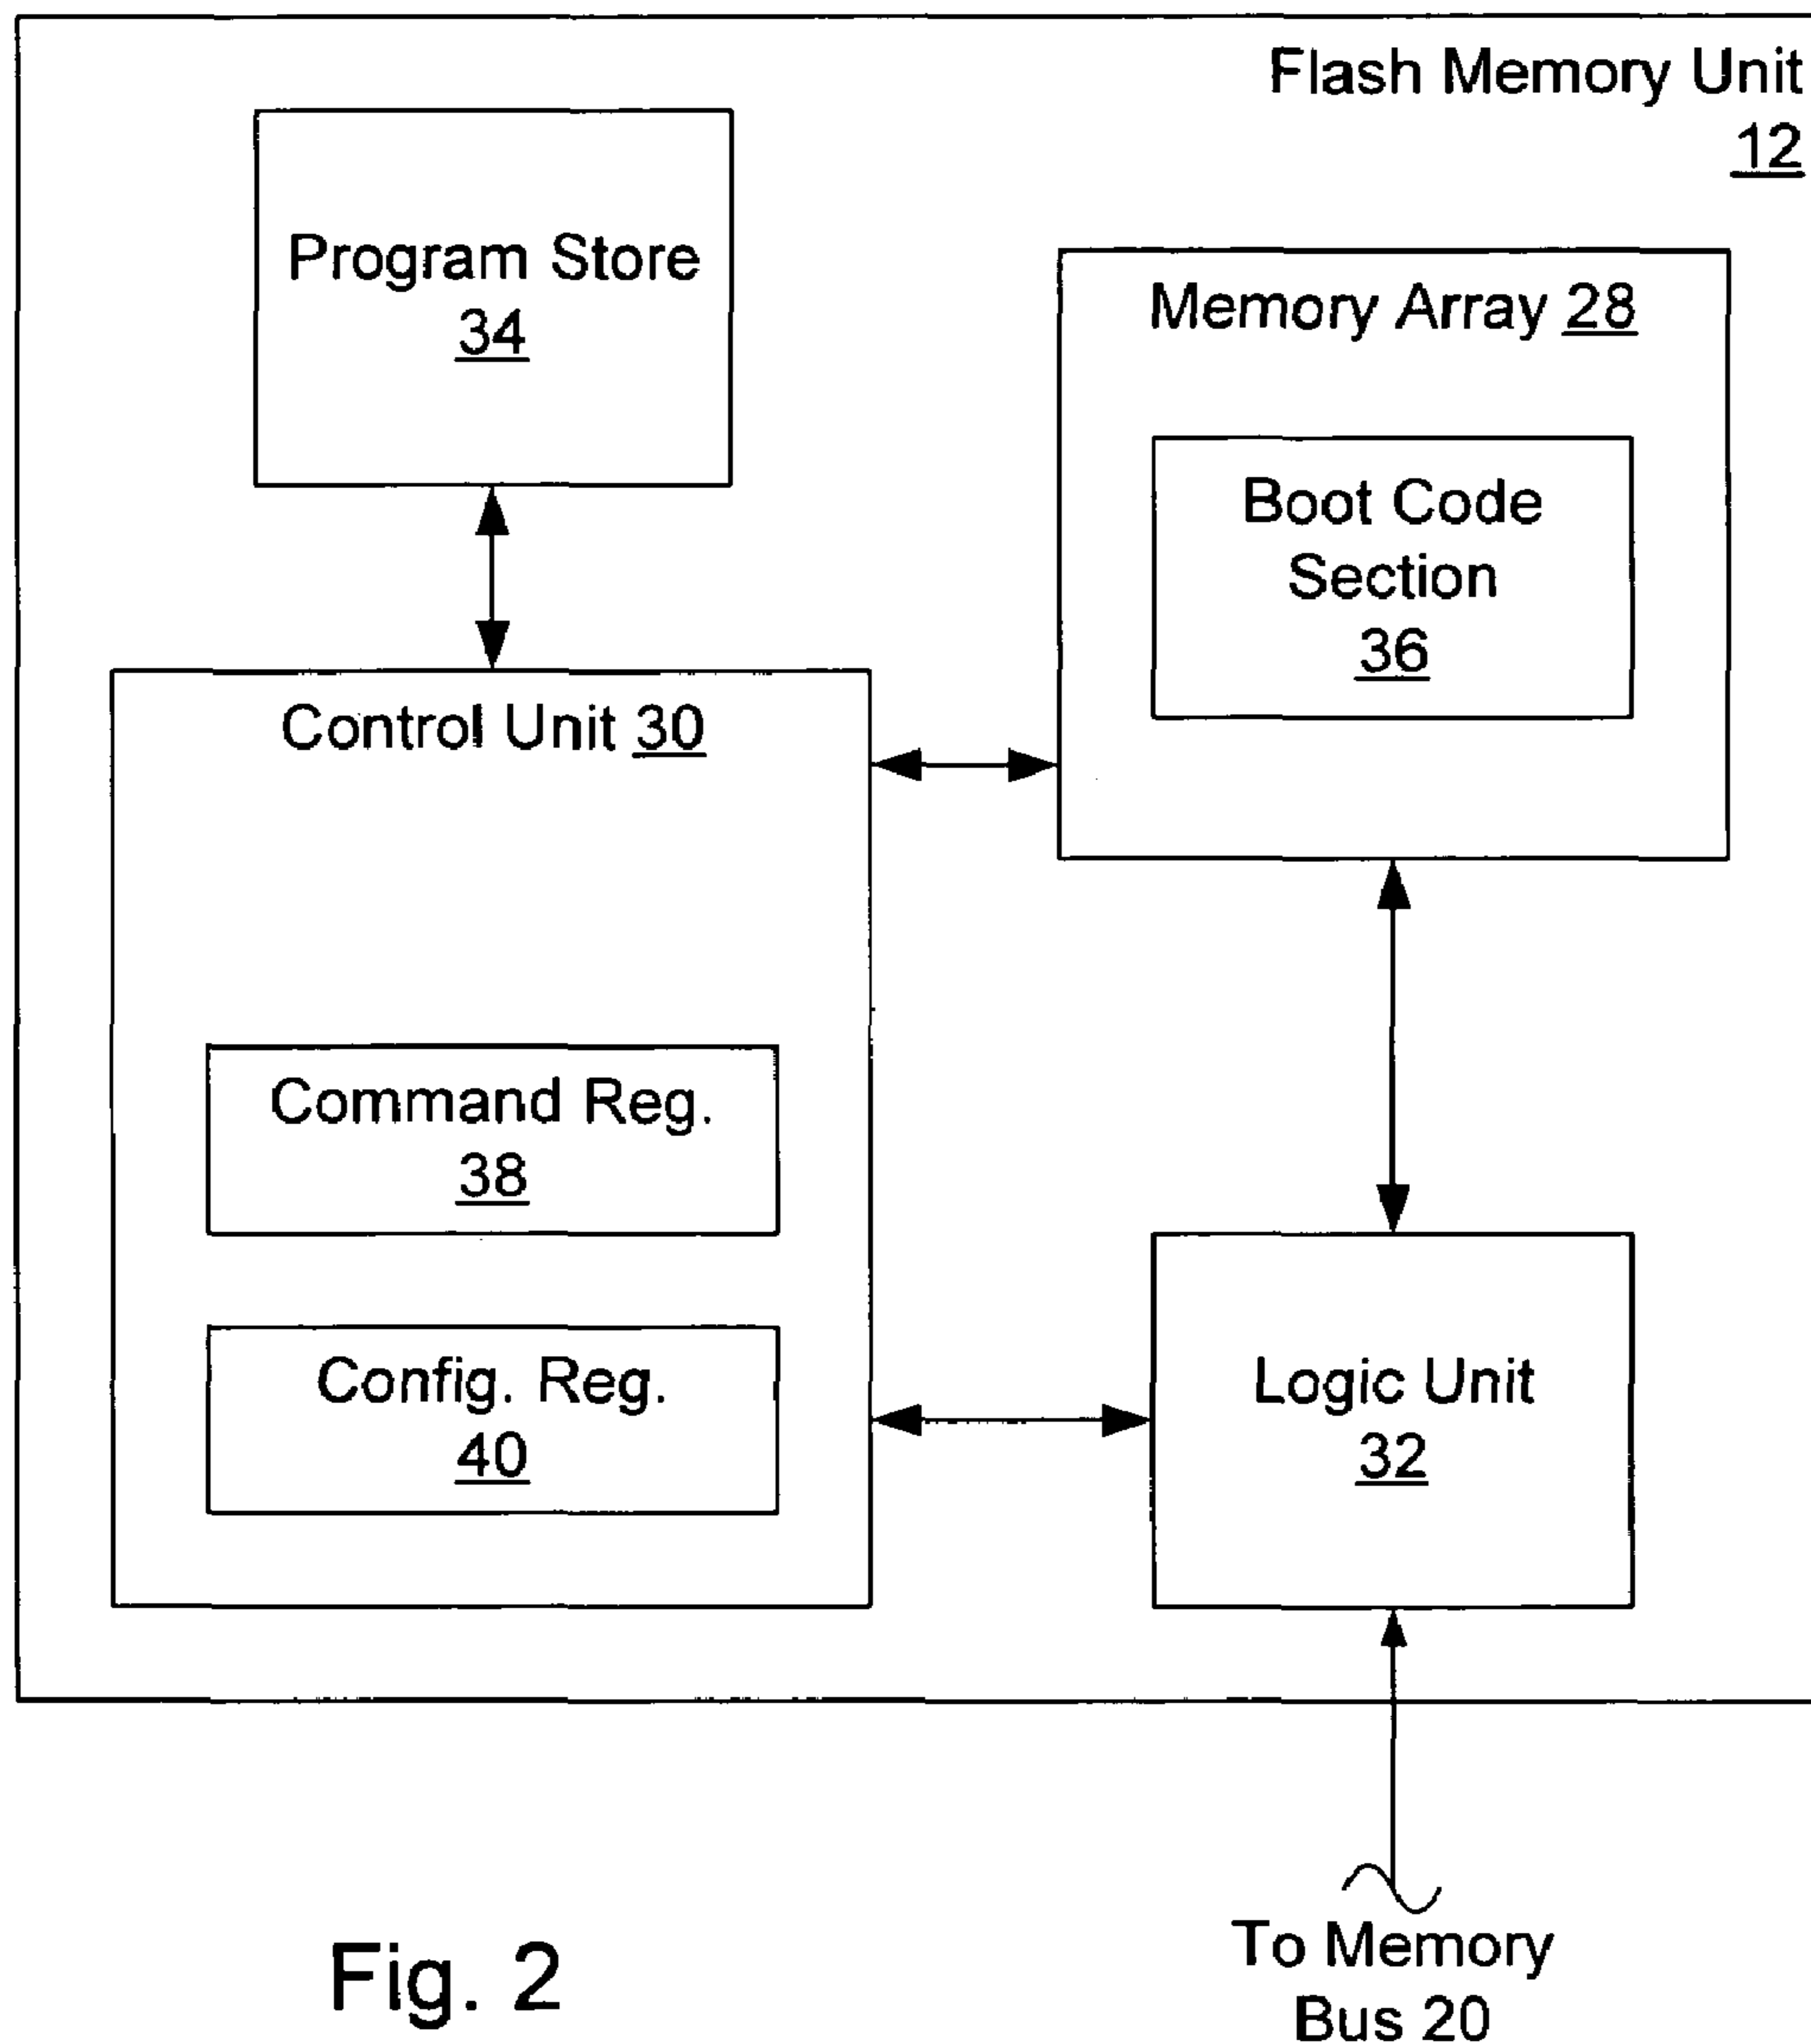 Flash Memory Unit
12
Program Store
34
Memory Array 28
Boot Code
Section
36
Control Unit 30
Command Reg.
38
Config. Reg.
40
Logic Unit
32
To Memory
Bus 20
Fig. 2